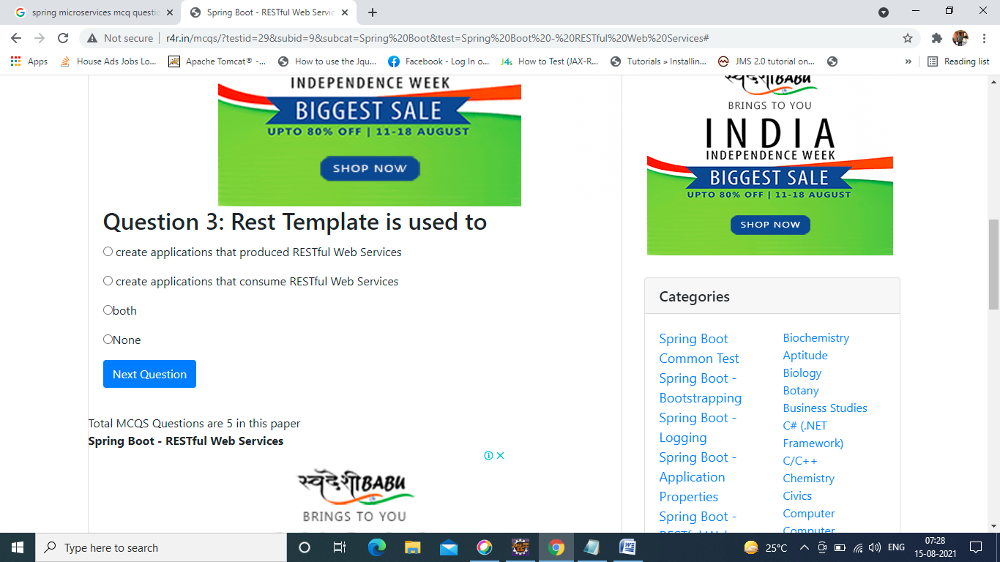 spring microservices mcq questic
Spring Boot - RESTful Web Servic
Not secure
r4r.in/mcqs/?testid=29&subid=9&subcat=Spring%20Boot&test=Spring%20Boot%20-%20RESTful%20Web%20Services#
Apps
House Ads Jobs Lo...
Apache Tomcat® -...
How to use the Jqu...
Facebook - Log In o...
J4s How to Test (JAX-R...
Tutorials » Installin...
JMS 2.0 tutorial on...
»
Reading list
INDEPENDENCE WEEK
BIGGEST SALE
UPTO 80% OFF | 11-18 AUGUST
SHOP NOW
Question 3: Rest Template is used to
create applications that produced RESTful Web Services
create applications that consume RESTful Web Services
both
None
Next Question
Total MCQS Questions are 5 in this paper
Spring Boot - RESTful Web Services
स्वदेशीBABU
BRINGS TO YOU
स्वदेशीBABU
BRINGS TO YOU
INDIA
INDEPENDENCE WEEK
BIGGEST SALE
UPTO 80% OFF | 11-18 AUGUST
SHOP NOW
Categories
Spring Boot
Common Test
Spring Boot -
Bootstrapping
Spring Boot -
Logging
Spring Boot -
Application
Properties
Spring Boot -
RESTful Web
Biochemistry
Aptitude
Biology
Botany
Business Studies
C# (.NET
Framework)
C/C++
Chemistry
Civics
Computer
Computer
Type here to search
25°C
ENG
07:28
15-08-2021